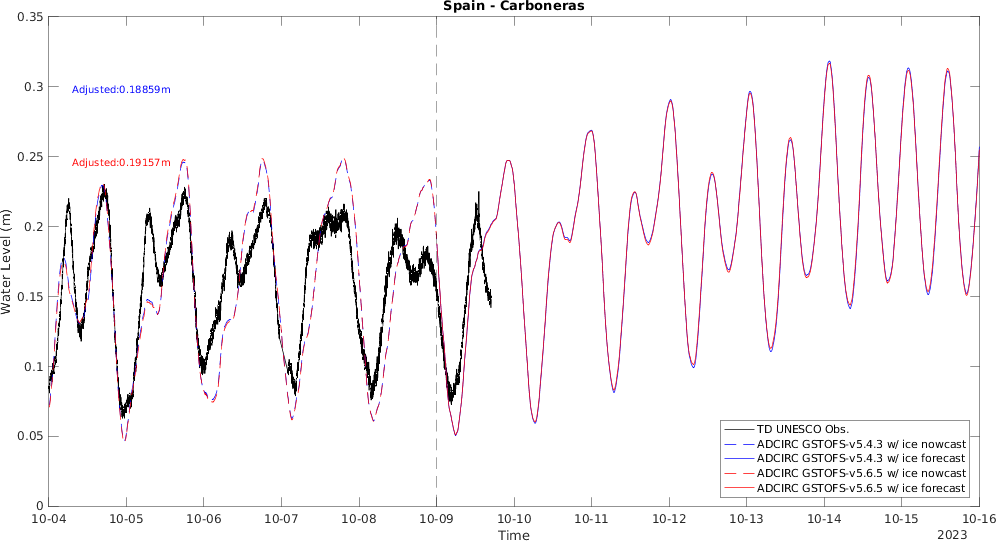 Spain - Carboneras
0.35
0.3
0.25
0.2
0.15
0.1
0.05
0
Water Level (m)
Adjusted:0.18859m
Adjusted:0.19157m
TD UNESCO Obs.
ADCIRC GSTOFS-v5.4.3 w/ ice nowcast
ADCIRC GSTOFS-v5.4.3 w/ ice forecast
ADCIRC GSTOFS-v5.6.5 w/ ice nowcast
ADCIRC GSTOFS-v5.6.5 w/ ice forecast
10-04 10-05 10-06 10-07 10-08 10-09 10-10 10-11 10-12 10-13 10-14 10-15 10-16
Time
2023